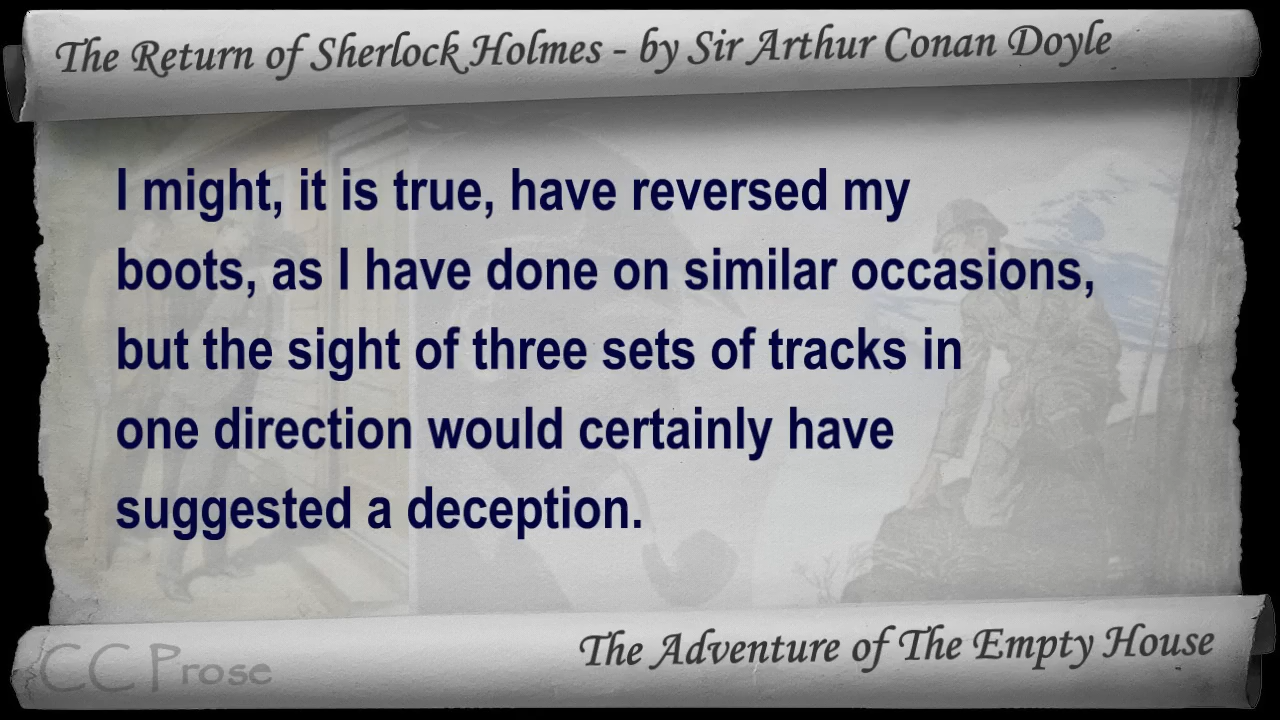 The Return of Sherlock Holmes - by Sir Arthur Conan Doyle
I might, it is true, have reversed my
boots, as I have done on similar occasions,
but the sight of three sets of tracks in
one direction would certainly have
suggested a deception.
The Adventure of The Empty House
CC Prose